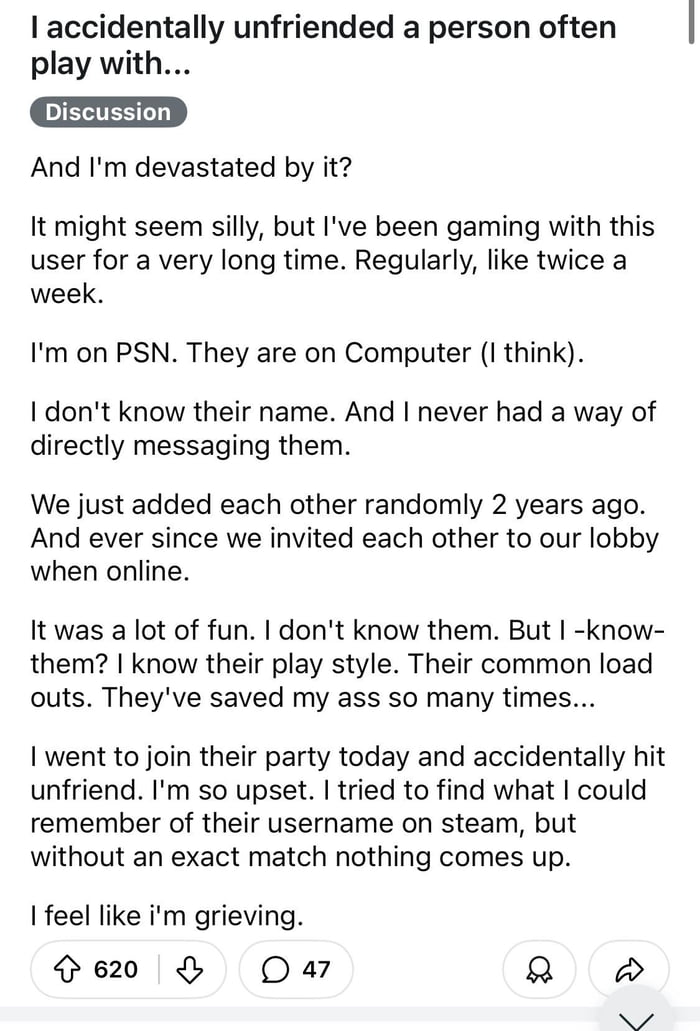 I accidentally unfriended a person often
play with...
Discussion
And I'm devastated by it?
It might seem silly, but I've been gaming with this
user for a very long time. Regularly, like twice a
week.
I'm on PSN. They are on Computer (I think).
I don't know their name. And I never had a way of
directly messaging them.
We just added each other randomly 2 years ago.
And ever since we invited each other to our lobby
when online.
It was a lot of fun. I don't know them. But I -know-
them? I know their play style. Their common load
outs. They've saved my ass so many times...
I went to join their party today and accidentally hit
unfriend. I'm so upset. I tried to find what I could
remember of their username on steam, but
without an exact match nothing comes up.
I feel like i'm grieving.
620
47